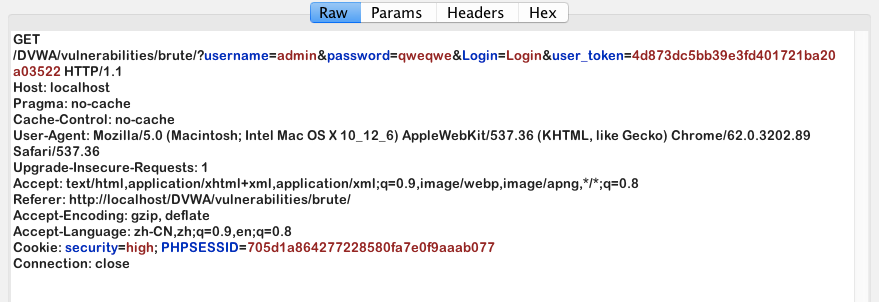 Raw Params Headers Hex
GET
/DVWA/vulnerabilities/brute/?username=admin&password=qweqwe&Login=Login&user_token=4d873dc5bb39e3fd401721ba20
a03522 HTTP/1.1
Host: localhost
Pragma: no-cache
Cache-Control: no-cache
User-Agent: Mozilla/5.0 (Macintosh; Intel Mac OS X 10_12_6) AppleWebKit/537.36 (KHTML, like Gecko) Chrome/62.0.3202.89
Safari/537.36
Upgrade-Insecure-Requests: 1
Accept: text/html,application/xhtml+xml,application/xml;q=0.9,image/webp,image/apng,*/*;q=0.8
Referer: http://localhost/DVWA/vulnerabilities/brute/
Accept-Encoding: gzip, deflate
Accept-Language: zh-CN,zh;q=0.9,en;q=0.8
Cookie: security=high; PHPSESSID=705d1a864277228580fa7e0f9aaab077
Connection: close